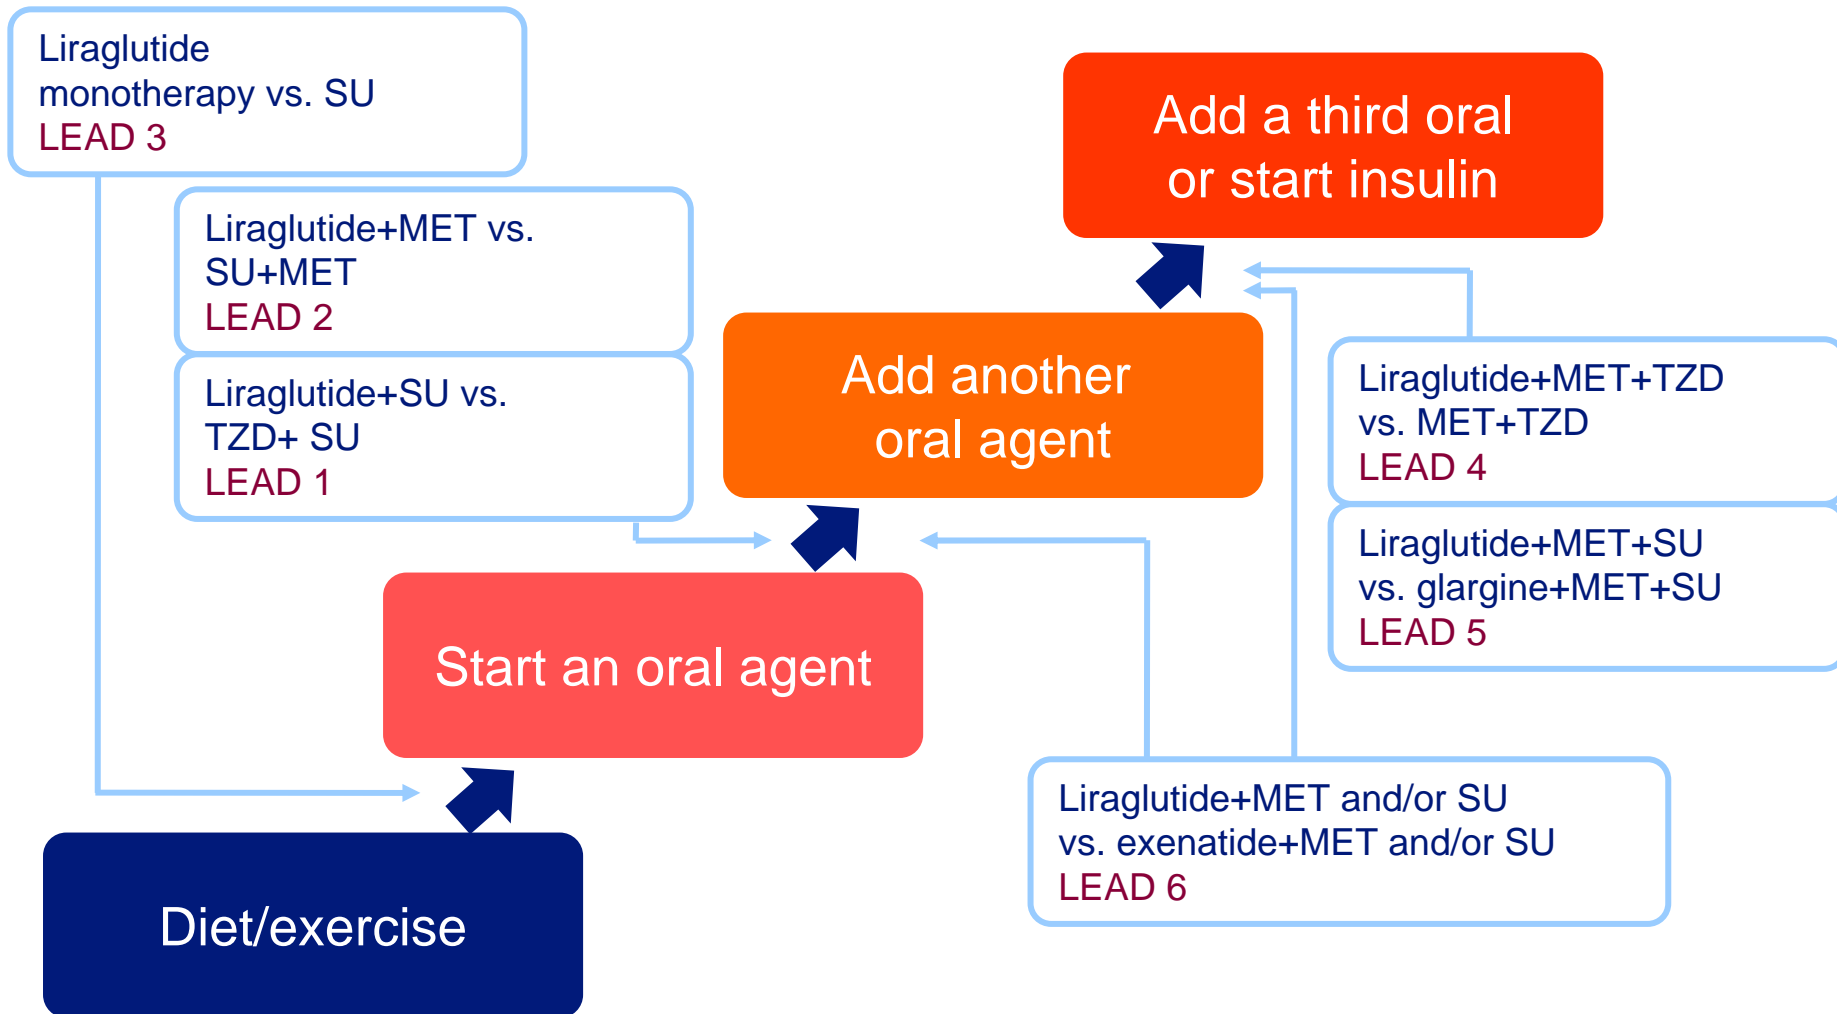 Liraglutide
monotherapy vs. SU
LEAD 3
Liraglutide+MET vs.
SU+MET
LEAD 2
Liraglutide+SU vs.
TZD+ SU
LEAD 1
Add a third oral
or start insulin
Add another
oral agent
Start an oral agent
Diet/exercise
Liraglutide+MET+TZD
vs. MET+TZD
LEAD 4
Liraglutide+MET+SU
vs. glargine+MET+SU
LEAD 5
Liraglutide+MET and/or SU
vs. exenatide+MET and/or SU
LEAD 6